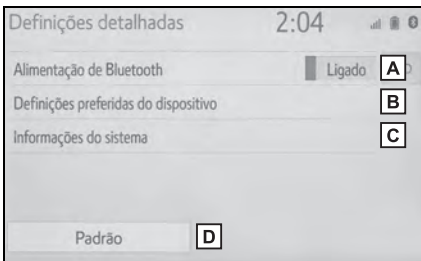 Definições detalhadas 2:04
Alimentação de Bluetooth Ligado A
Definições preferidas do dispositivo B
Informações do sistema C
Padrão D